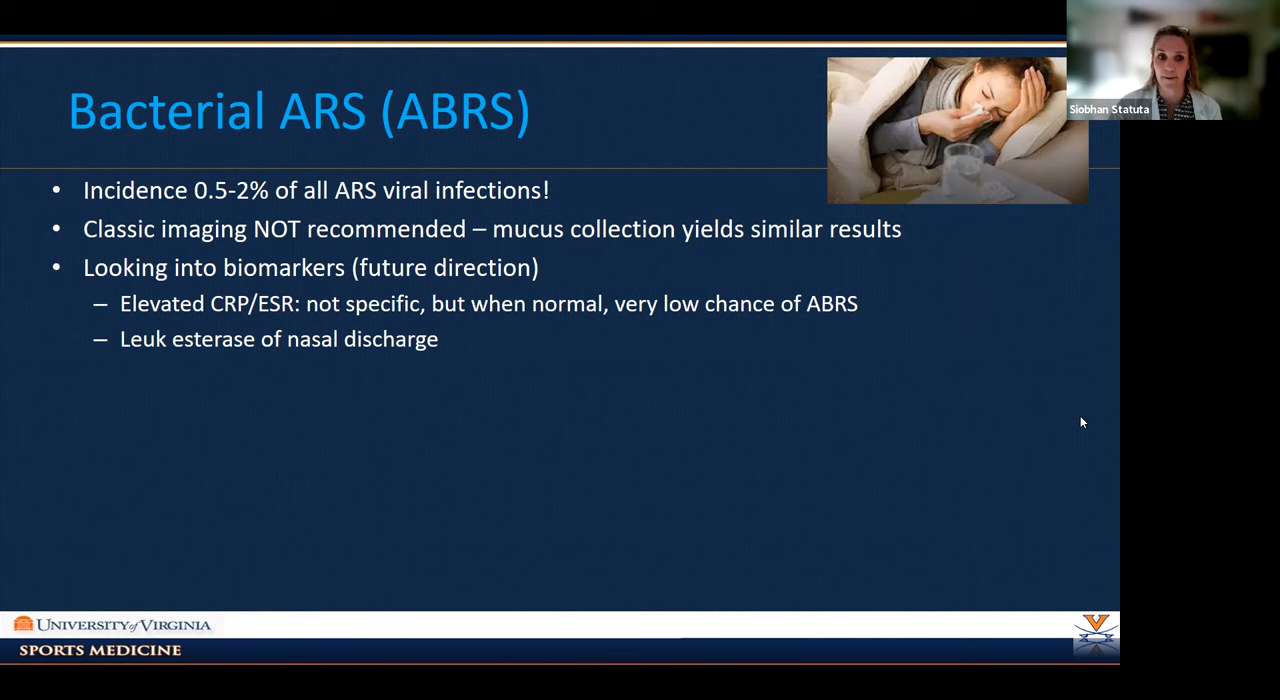 Bacterial ARS (ABRS)
Siobhan Statuta
• Incidence 0.5-2% of all ARS viral infections!
• Classic imaging NOT recommended – mucus collection yields similar results
• Looking into biomarkers (future direction)
– Elevated CRP/ESR: not specific, but when normal, very low chance of ABRS
– Leuk esterase of nasal discharge
UNIVERSITY of VIRGINIA
SPORTS MEDICINE